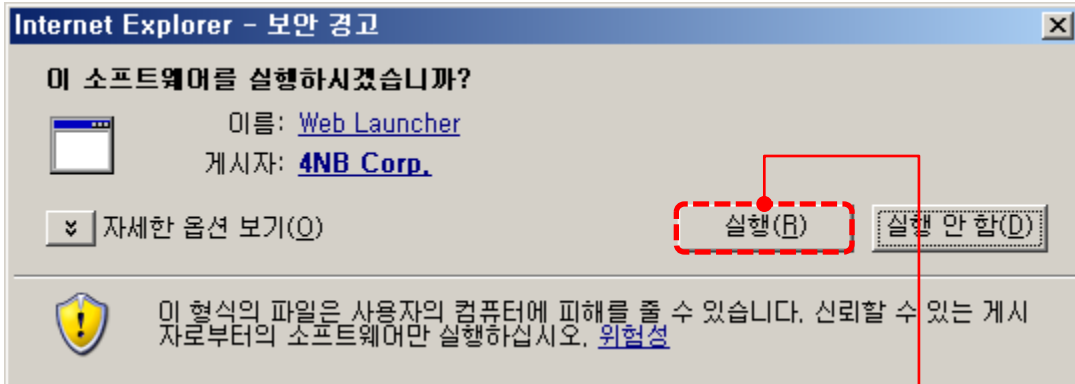 Internet Explorer - 보안 경고
이 소프트웨어를 실행하시겠습니까?
이름: Web Launcher
게시자: 4NB Corp.
자세한 옵션 보기(O)
실행(R)
실행 안 함(D)
이 형식의 파일은 사용자의 컴퓨터에 피해를 줄 수 있습니다. 신뢰할 수 있는 게시
자로부터의 소프트웨어만 실행하십시오. 위험성